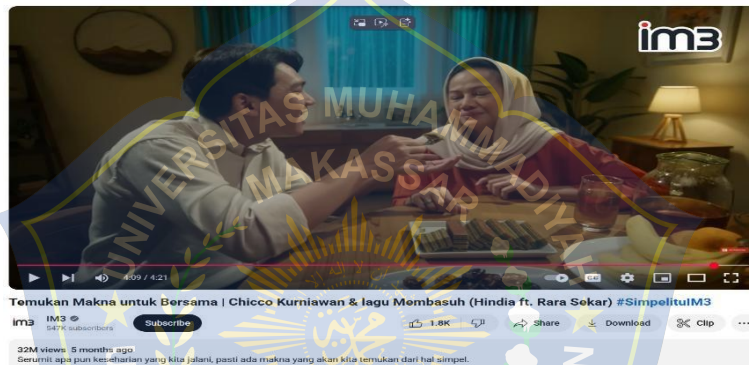 im3
UNIVERSITAS MUHAMMADIYAH
MAKASSAR
4:09 / 4:21
Temukan Makna untuk Bersama | Chicco Kurniawan & lagu Membasuh (Hindia ft. Rara Sekar) #SimpelituIM3
im3 IM3
547K subscribers
Subscribe
1.8K
Share
Download
Clip
32M views 5 months ago
Serumit apa pun keseharian yang kita jalani, pasti ada makna yang akan kita temukan dari hal simpel.